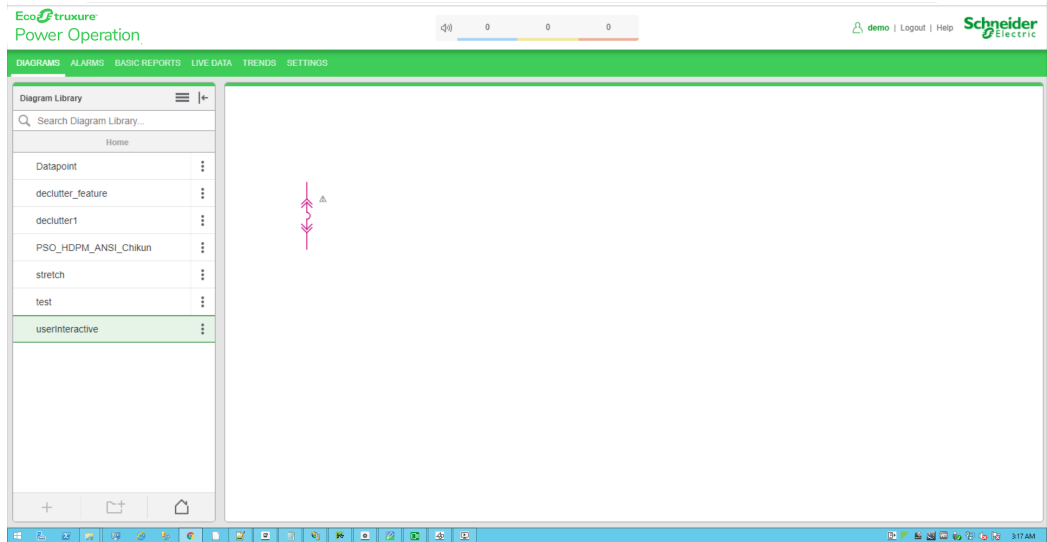 EcoStruxure
Power Operation
0 0 0
demo | Logout | Help
Schneider
Electric
DIAGRAMS ALARMS BASIC REPORTS LIVE DATA TRENDS SETTINGS
Diagram Library
Search Diagram Library...
Home
Datapoint
declutter_feature
declutter1
PSO_HDPM_ANSI_Chikun
stretch
test
userInteractive
3:17 AM